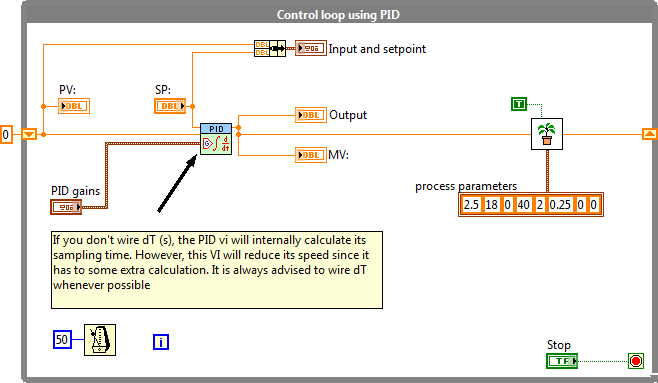 Control loop using PID
DBL
DBL
Input and setpoint
PV:
DBL
SP:
DBL
DBL
Output
T
0
PID
d
dt
DBL
MV:
PID gains
process parameters
2.5 18 0 40 2 0.25 0 0
If you don't wire dT (s), the PID vi will internally calculate its
sampling time. However, this VI will reduce its speed since it
has to some extra calculation. It is always advised to wire dT
whenever possible
50
i
Stop
TF